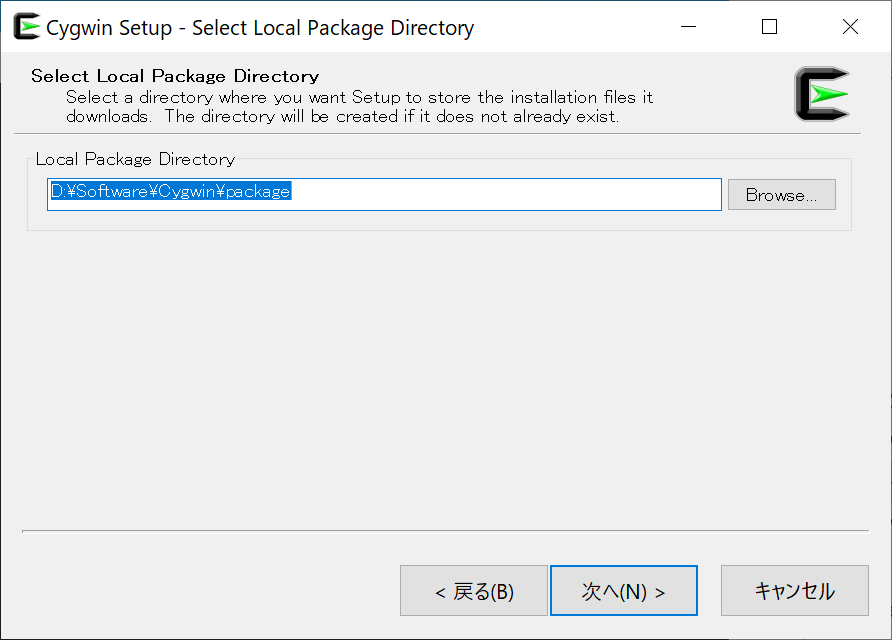 Cygwin Setup - Select Local Package Directory
Select Local Package Directory
Select a directory where you want Setup to store the installation files it
downloads. The directory will be created if it does not already exist.
Local Package Directory
D:¥Software¥Cygwin¥package
Browse...
< 戻る(B)
次へ(N) >
キャンセル